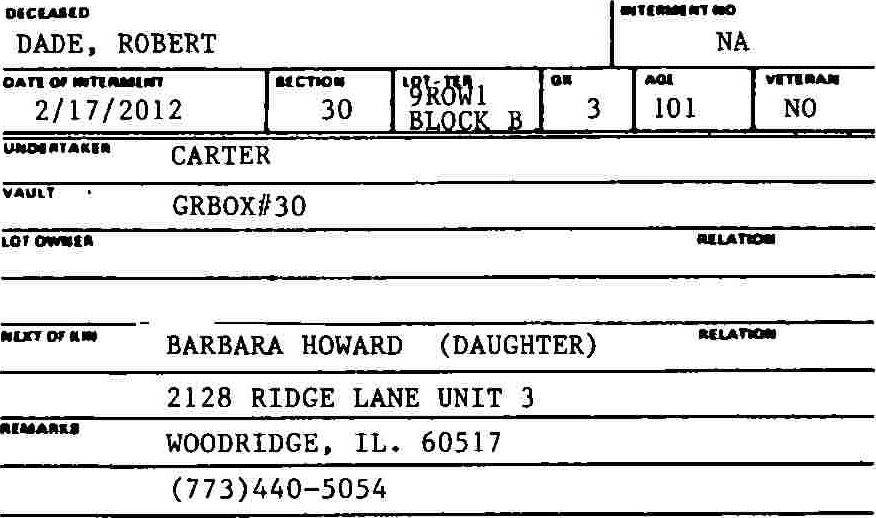 DECEASED INTERMENT NO
DADE, ROBERT NA
DATE OF INTERMENT SECTION LOT-TER GR AGE VETERAN
2/17/2012 30 9ROW1 BLOCK B 3 101 NO
UNDERTAKER CARTER
VAULT GRBOX#30
LOT OWNER RELATION
NEXT OF KIN BARBARA HOWARD (DAUGHTER) RELATION
2128 RIDGE LANE UNIT 3
REMARKS WOODRIDGE, IL. 60517
(773)440-5054